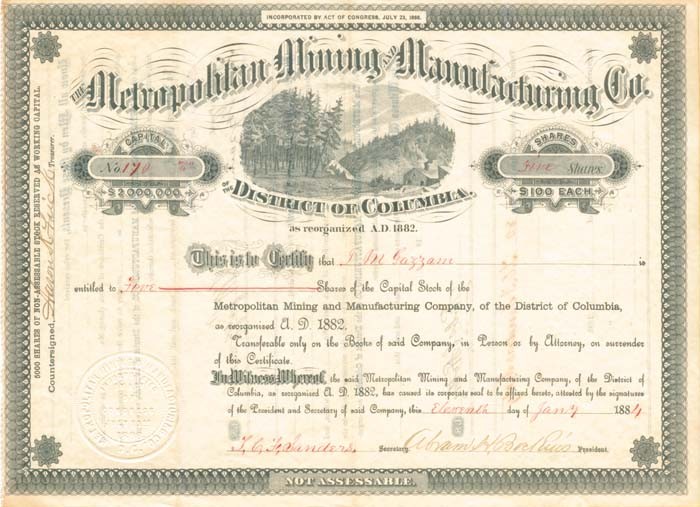 INCORPORATED BY ACT OF CONGRESS, JULY 23, 1866.
THE Metropolitan Mining AND Manufacturing Co.
CAPITAL
No. 170
$2000,000.
SHARES
Five Shares.
$100 EACH.
OF THE DISTRICT OF COLUMBIA.
as reorganized A.D. 1882.
This is to Certify that J. M. Gazzam is
entitled to Five Shares of the Capital Stock of the
Metropolitan Mining and Manufacturing Company, of the District of Columbia,
as reorganized A. D. 1882.
Transferable only on the Books of said Company, in Person or by Attorney, on surrender
of this Certificate.
In Witness Whereof, the said Metropolitan Mining and Manufacturing Company, of the District of
Columbia, as reorganized A. D. 1882, has caused its corporate seal to be affixed hereto, attested by the signatures
of the President and Secretary of said Company, this Eleventh day of Jany 1884
Sanders. Secretary. Abram President.
NOT ASSESSABLE.
5000 SHARES OF NON-ASSESSABLE STOCK RESERVED AS WORKING CAPITAL.
Countersigned, Treasurer.